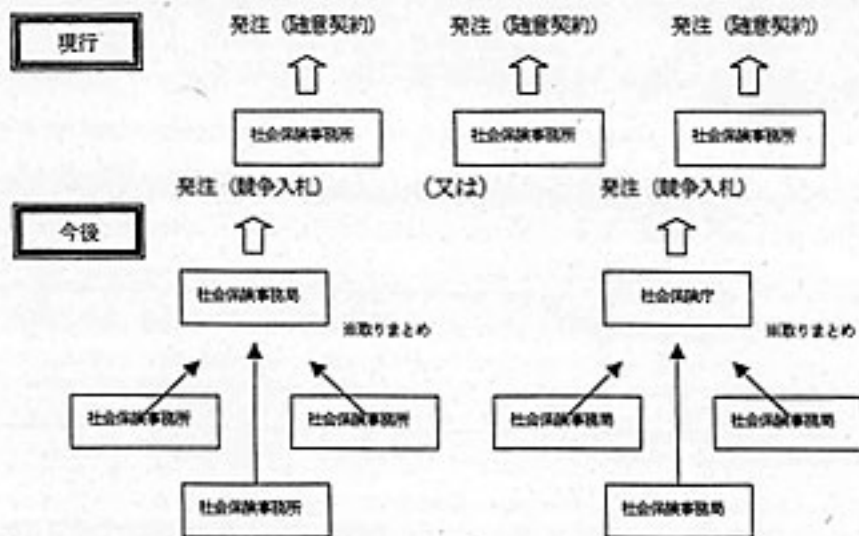 現行
発注（随意契約） 発注（随意契約） 発注（随意契約）
社会保険事務所 社会保険事務所 社会保険事務所
発注（競争入札） （又は） 発注（競争入札）
今後
社会保険事務局 社会保険庁
※取りまとめ ※取りまとめ
社会保険事務所 社会保険事務所 社会保険事務局 社会保険事務局
社会保険事務所 社会保険事務局